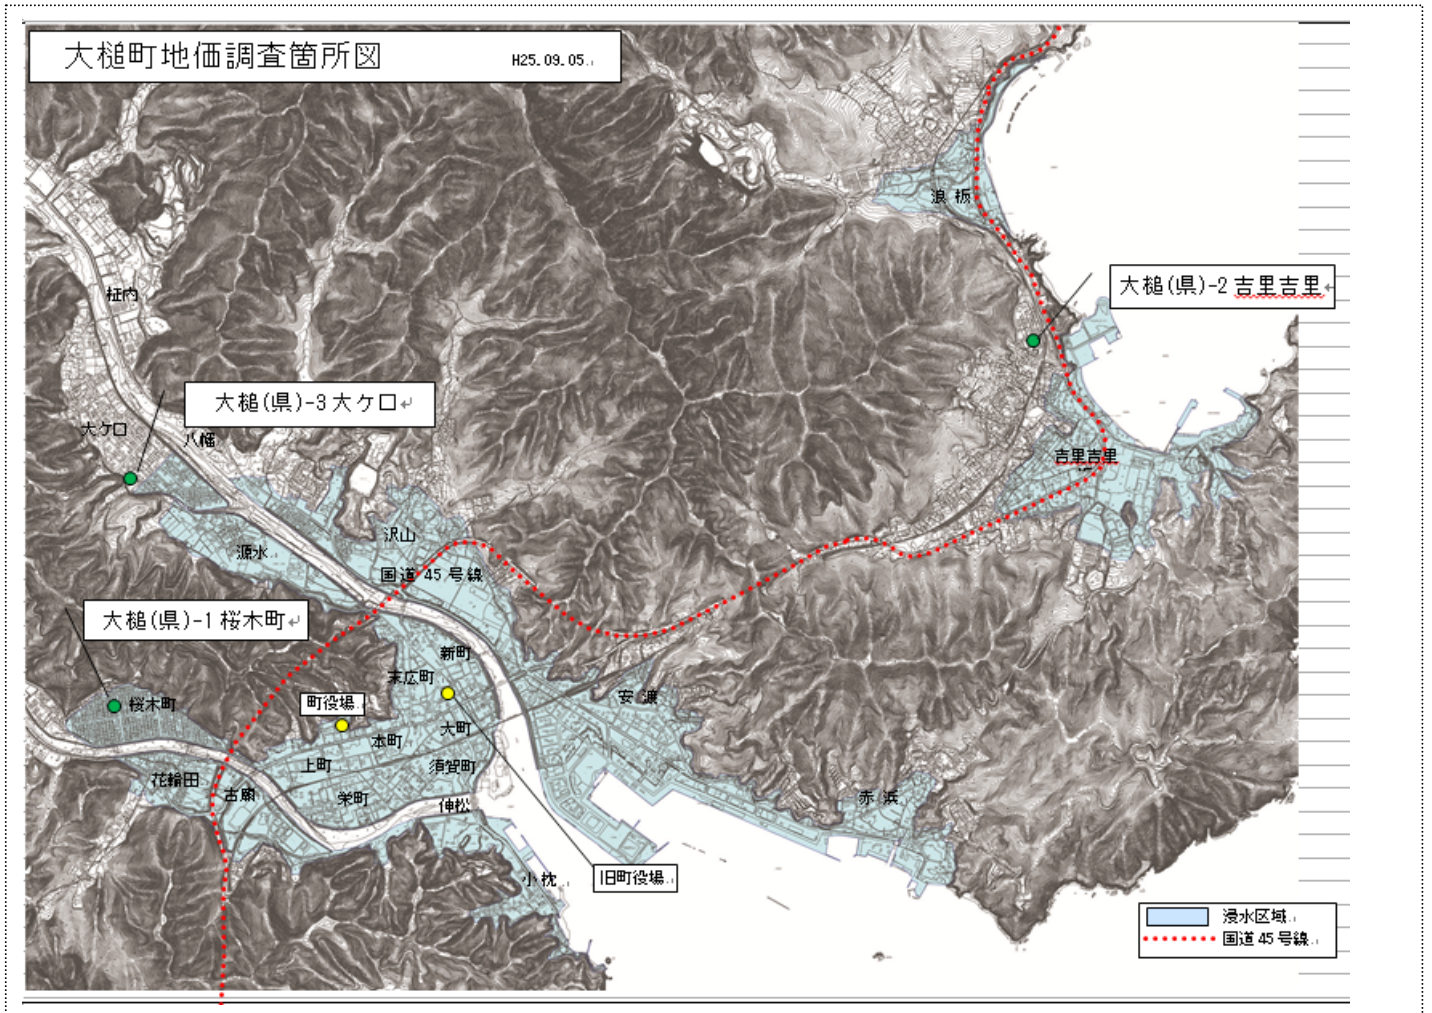 大槌町地価調査箇所図 H25.09.05
浪板
大槌(県)-2 吉里吉里
柾内
大槌(県)-3 大ケ口
大ケ口
八幡
吉里吉里
沢山
源水
国道45号線
大槌(県)-1 桜木町
新町
末広町
安渡
桜木町
町役場
大町
本町
上町
須賀町
花輪田
古廟
栄町
伸松
赤浜
旧町役場
小枕
浸水区域
国道45号線